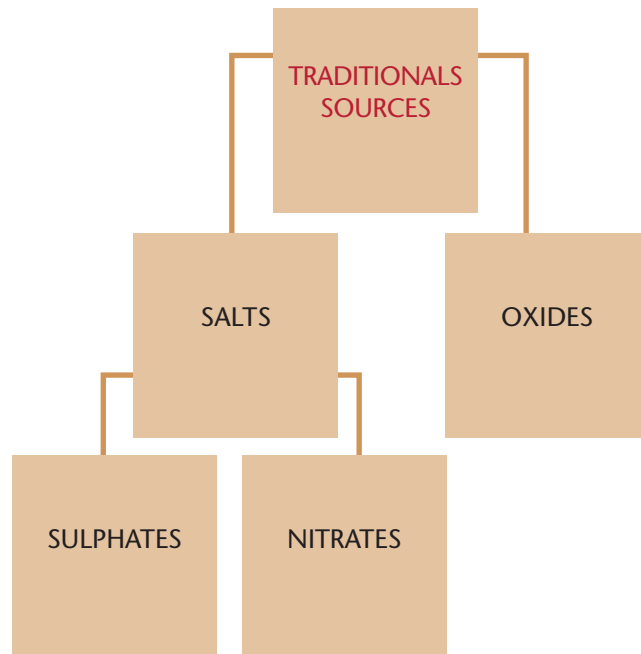 TRADITIONALS
SOURCES
SALTS
OXIDES
SULPHATES
NITRATES